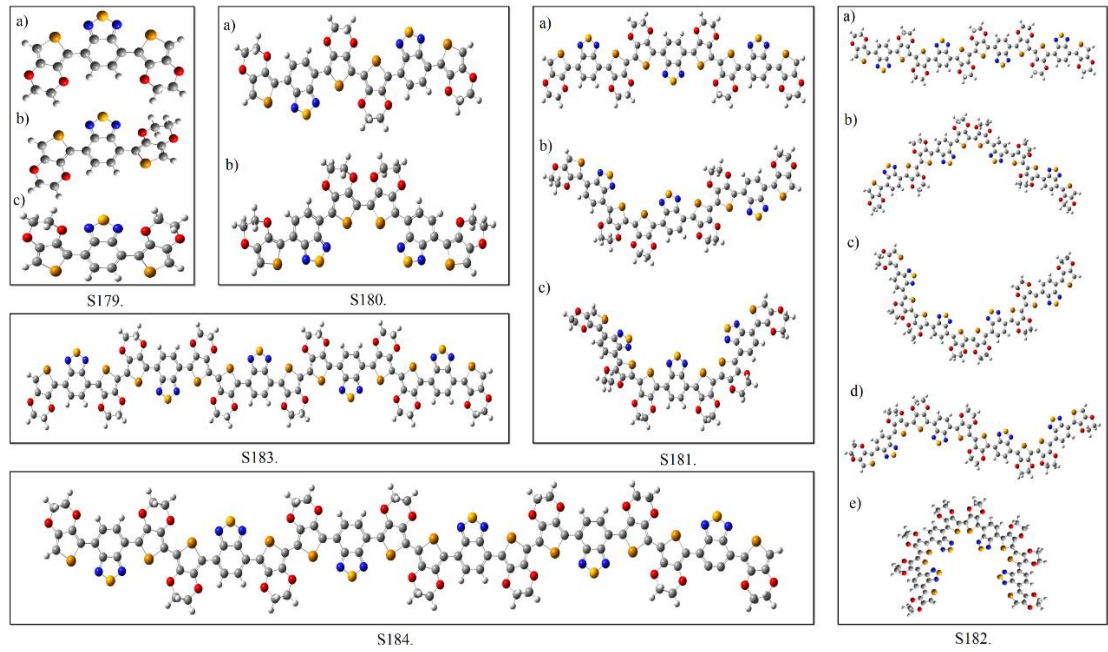 a)
b)
c)
S179.
a)
b)
S180.
a)
b)
c)
S181.
a)
b)
c)
d)
e)
S182.
S183.
S184.